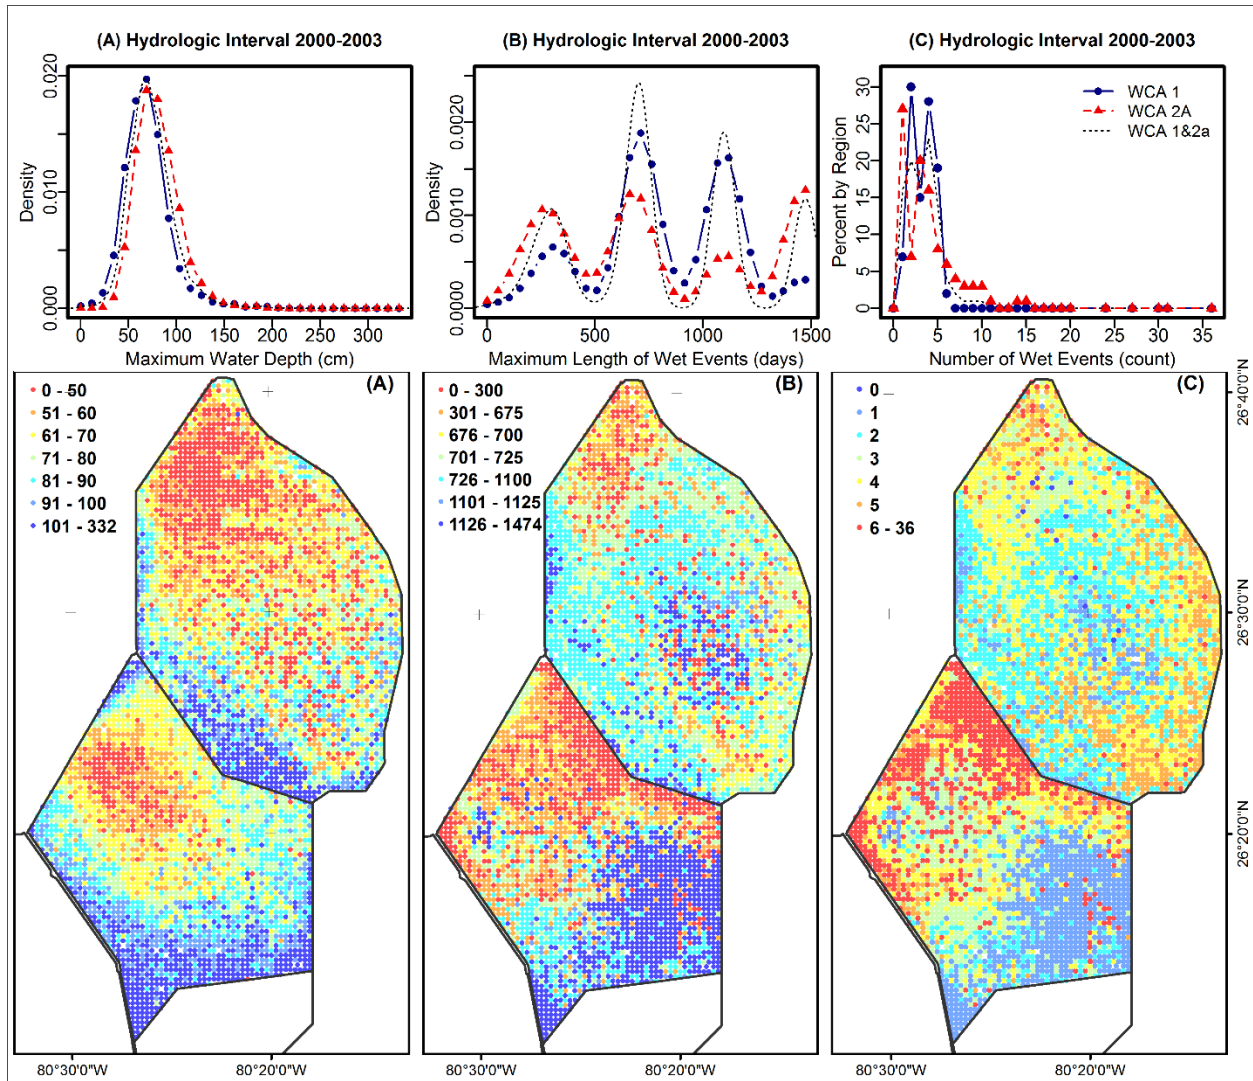 (A) Hydrologic Interval 2000-2003
Density
0.000 0.010 0.020
0 50 100 150 200 250 300
Maximum Water Depth (cm)
(B) Hydrologic Interval 2000-2003
Density
0.0000 0.0010 0.0020
0 500 1000 1500
Maximum Length of Wet Events (days)
(C) Hydrologic Interval 2000-2003
Percent by Region
0 5 10 15 20 25 30
WCA 1
WCA 2A
WCA 1&2a
0 5 10 15 20 25 30 35
Number of Wet Events (count)
(A)
0 - 50
51 - 60
61 - 70
71 - 80
81 - 90
91 - 100
101 - 332
(B)
0 - 300
301 - 675
676 - 700
701 - 725
726 - 1100
1101 - 1125
1126 - 1474
(C)
0
1
2
3
4
5
6 - 36
26°40'0"N
26°30'0"N
26°20'0"N
80°30'0"W 80°20'0"W
80°30'0"W 80°20'0"W
80°30'0"W 80°20'0"W